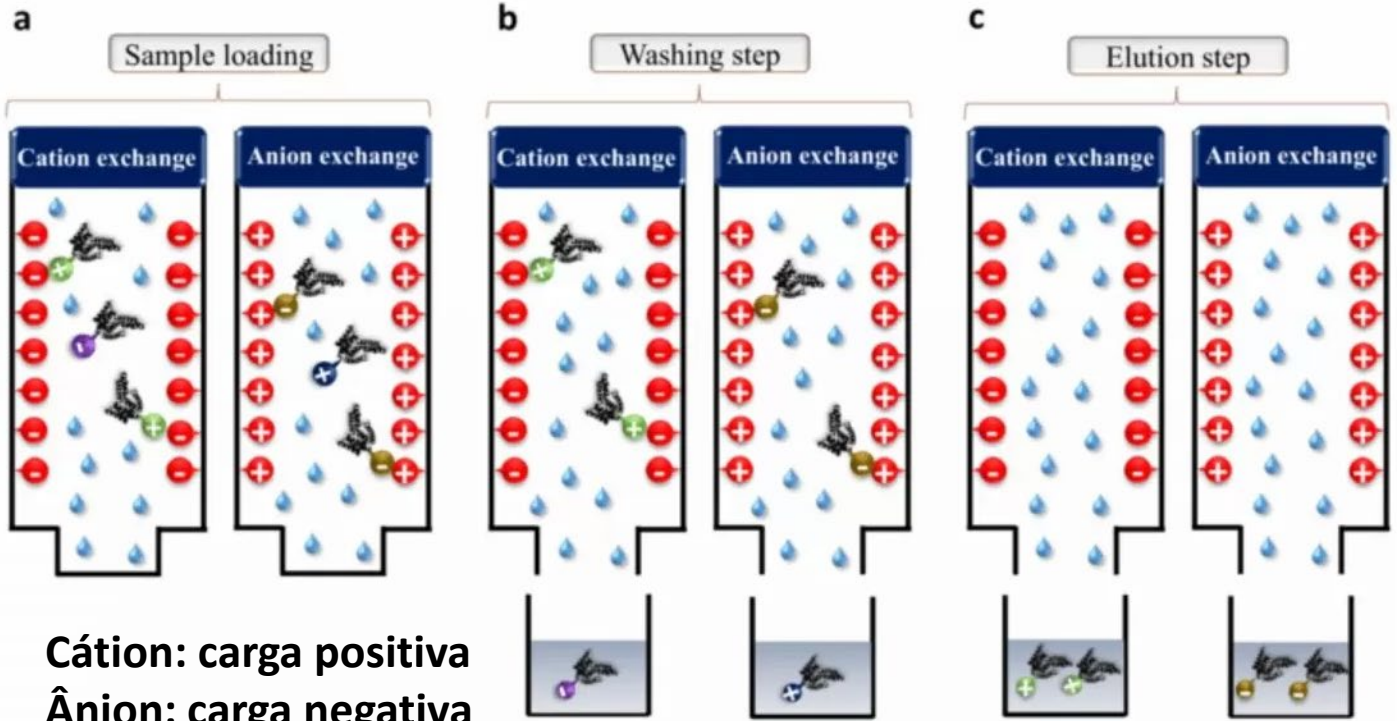 a
Sample loading
Cation exchange
Anion exchange
b
Washing step
Cation exchange
Anion exchange
c
Elution step
Cation exchange
Anion exchange
Cátion: carga positiva
Ânion: carga negativa